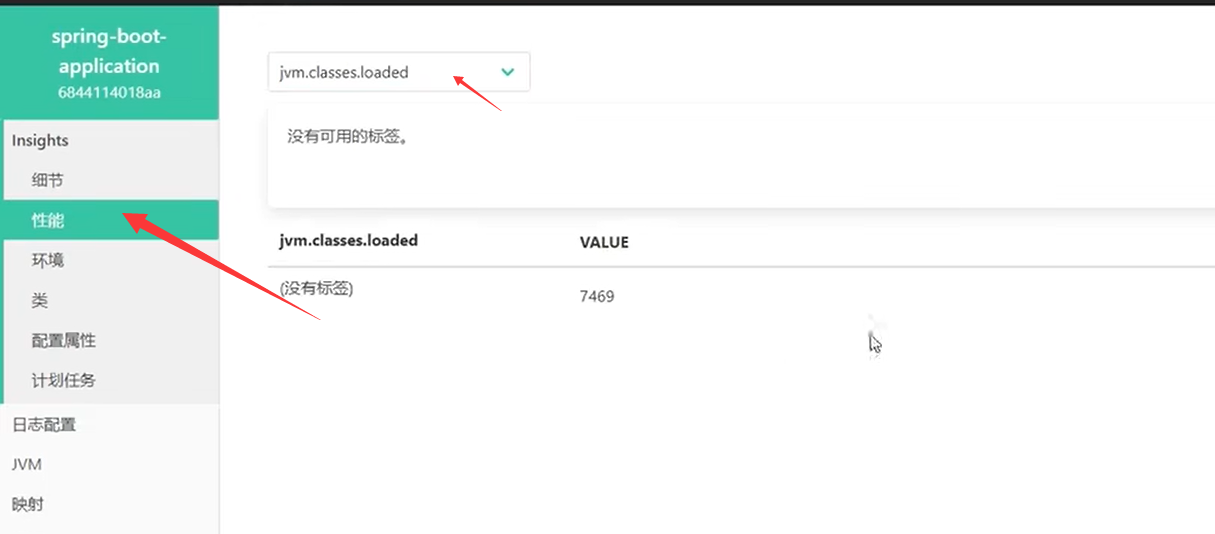 spring-boot-
application
6844114018aa
Insights
细节
性能
环境
类
配置属性
计划任务
日志配置
JVM
映射
jvm.classes.loaded
没有可用的标签。
jvm.classes.loaded VALUE
(没有标签) 7469